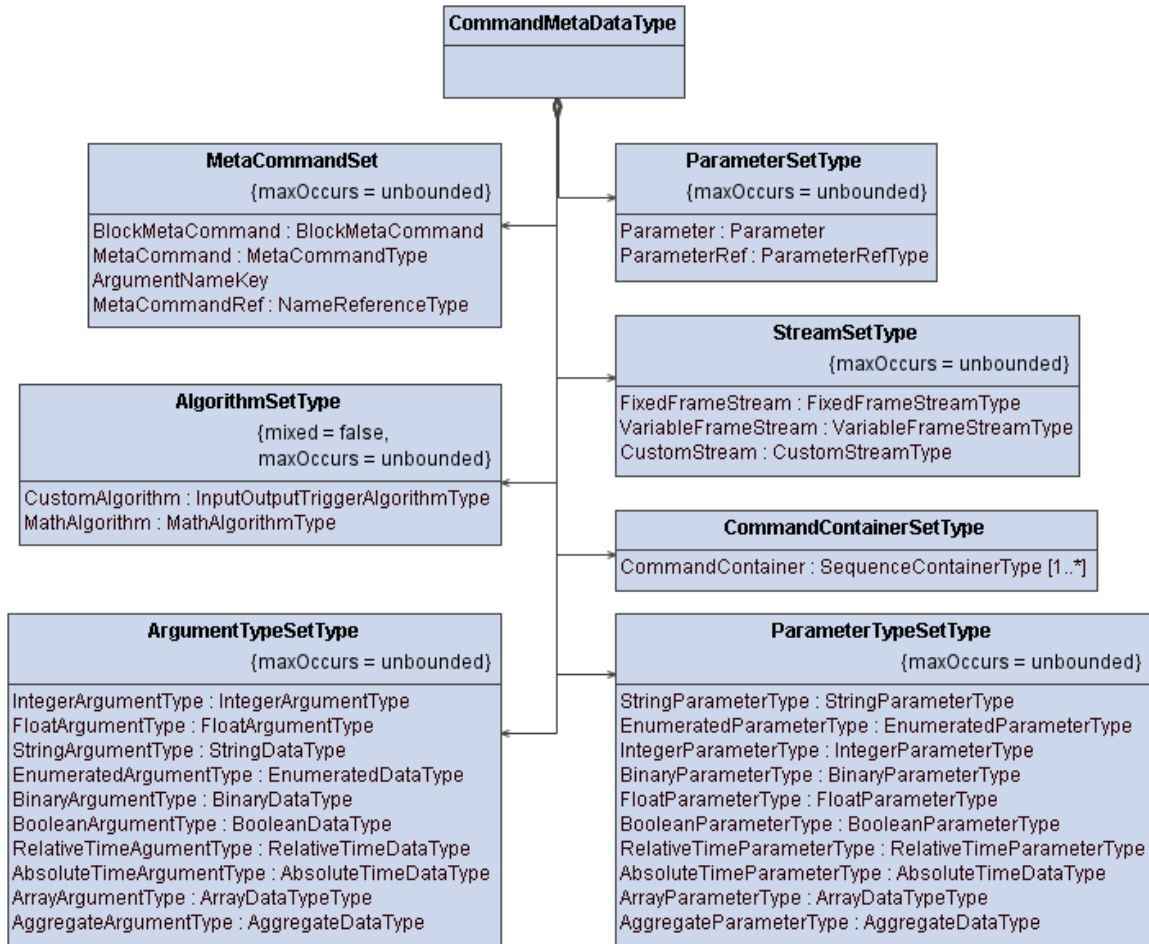 CommandMetaDataType
MetaCommandSet
{maxOccurs = unbounded}
BlockMetaCommand : BlockMetaCommand
MetaCommand : MetaCommandType
ArgumentNameKey
MetaCommandRef : NameReferenceType
ParameterSetType
{maxOccurs = unbounded}
Parameter : Parameter
ParameterRef : ParameterRefType
StreamSetType
{maxOccurs = unbounded}
FixedFrameStream : FixedFrameStreamType
VariableFrameStream : VariableFrameStreamType
CustomStream : CustomStreamType
AlgorithmSetType
{mixed = false,
maxOccurs = unbounded}
CustomAlgorithm : InputOutputTriggerAlgorithmType
MathAlgorithm : MathAlgorithmType
CommandContainerSetType
CommandContainer : SequenceContainerType [1..*]
ArgumentTypeSetType
{maxOccurs = unbounded}
IntegerArgumentType : IntegerArgumentType
FloatArgumentType : FloatArgumentType
StringArgumentType : StringDataType
EnumeratedArgumentType : EnumeratedDataType
BinaryArgumentType : BinaryDataType
BooleanArgumentType : BooleanDataType
RelativeTimeAgumentType : RelativeTimeDataType
AbsoluteTimeArgumentType : AbsoluteTimeDataType
ArrayArgumentType : ArrayDataTypeType
AggregateArgumentType : AggregateDataType
ParameterTypeSetType
{maxOccurs = unbounded}
StringParameterType : StringParameterType
EnumeratedParameterType : EnumeratedParameterType
IntegerParameterType : IntegerParameterType
BinaryParameterType : BinaryParameterType
FloatParameterType : FloatParameterType
BooleanParameterType : BooleanParameterType
RelativeTimeParameterType : RelativeTimeParameterType
AbsoluteTimeParameterType : AbsoluteTimeDataType
ArrayParameterType : ArrayDataTypeType
AggregateParameterType : AggregateDataType